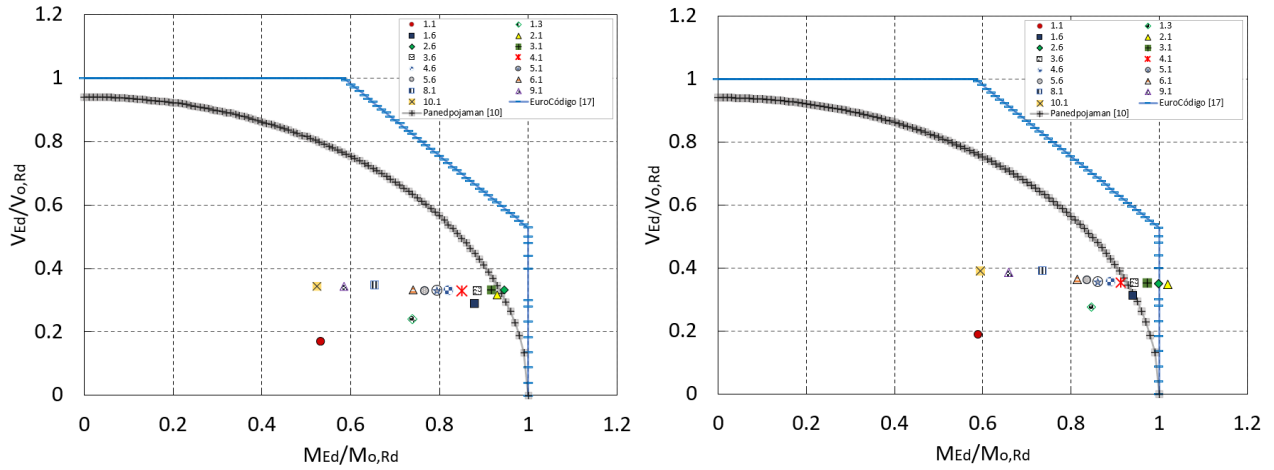 1.2
1
0.8
0.6
0.4
0.2
0
VEd/Vo,Rd
0 0.2 0.4 0.6 0.8 1 1.2
MEd/Mo,Rd
1.1 1.3
1.6 2.1
2.6 3.1
3.6 4.1
4.6 5.1
5.6 6.1
8.1 9.1
10.1 EuroCódigo [17]
Panedpojaman [10]
1.2
1
0.8
0.6
0.4
0.2
0
VEd/Vo,Rd
0 0.2 0.4 0.6 0.8 1 1.2
MEd/Mo,Rd
1.1 1.3
1.6 2.1
2.6 3.1
3.6 4.1
4.6 5.1
5.6 6.1
8.1 9.1
10.1 EuroCódigo [17]
Panedpojaman [10]